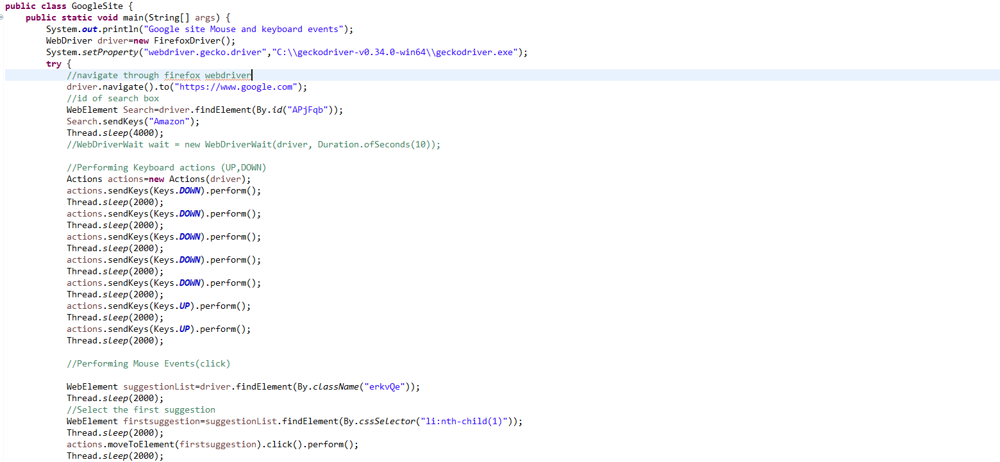 public class GoogleSite {
public static void main(String[] args) {
System.out.println("Google site Mouse and keyboard events");
WebDriver driver=new FirefoxDriver();
System.setProperty("webdriver.gecko.driver","C:\\geckodriver-v0.34.0-win64\\geckodriver.exe");
try {
//navigate through firefox webdriver
driver.navigate().to("https://www.google.com");
//id of search box
WebElement Search=driver.findElement(By.id("APjFqb"));
Search.sendKeys("Amazon");
Thread.sleep(4000);
//WebDriverWait wait = new WebDriverWait(driver, Duration.ofSeconds(10));
//Performing Keyboard actions (UP,DOWN)
Actions actions=new Actions(driver);
actions.sendKeys(Keys.DOWN).perform();
Thread.sleep(2000);
actions.sendKeys(Keys.DOWN).perform();
Thread.sleep(2000);
actions.sendKeys(Keys.DOWN).perform();
Thread.sleep(2000);
actions.sendKeys(Keys.DOWN).perform();
Thread.sleep(2000);
actions.sendKeys(Keys.DOWN).perform();
Thread.sleep(2000);
actions.sendKeys(Keys.UP).perform();
Thread.sleep(2000);
actions.sendKeys(Keys.UP).perform();
Thread.sleep(2000);
//Performing Mouse Events(click)
WebElement suggestionList=driver.findElement(By.className("erkvQe"));
Thread.sleep(2000);
//Select the first suggestion
WebElement firstsuggestion=suggestionList.findElement(By.cssSelector("li:nth-child(1)"));
Thread.sleep(2000);
actions.moveToElement(firstsuggestion).click().perform();
Thread.sleep(2000);